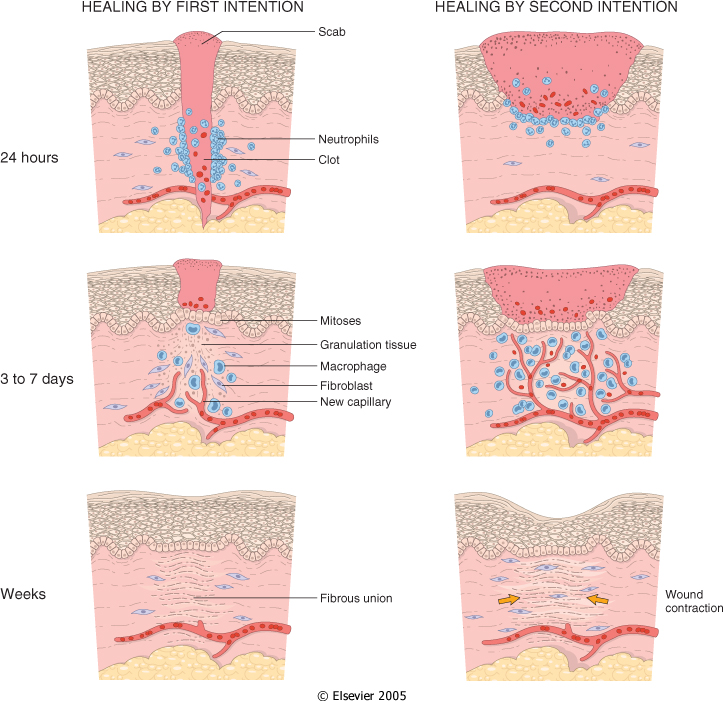 HEALING BY FIRST INTENTION
HEALING BY SECOND INTENTION
Scab
24 hours
Neutrophils
Clot
3 to 7 days
Mitoses
Granulation tissue
Macrophage
Fibroblast
New capillary
Weeks
Fibrous union
Wound
contraction
© Elsevier 2005